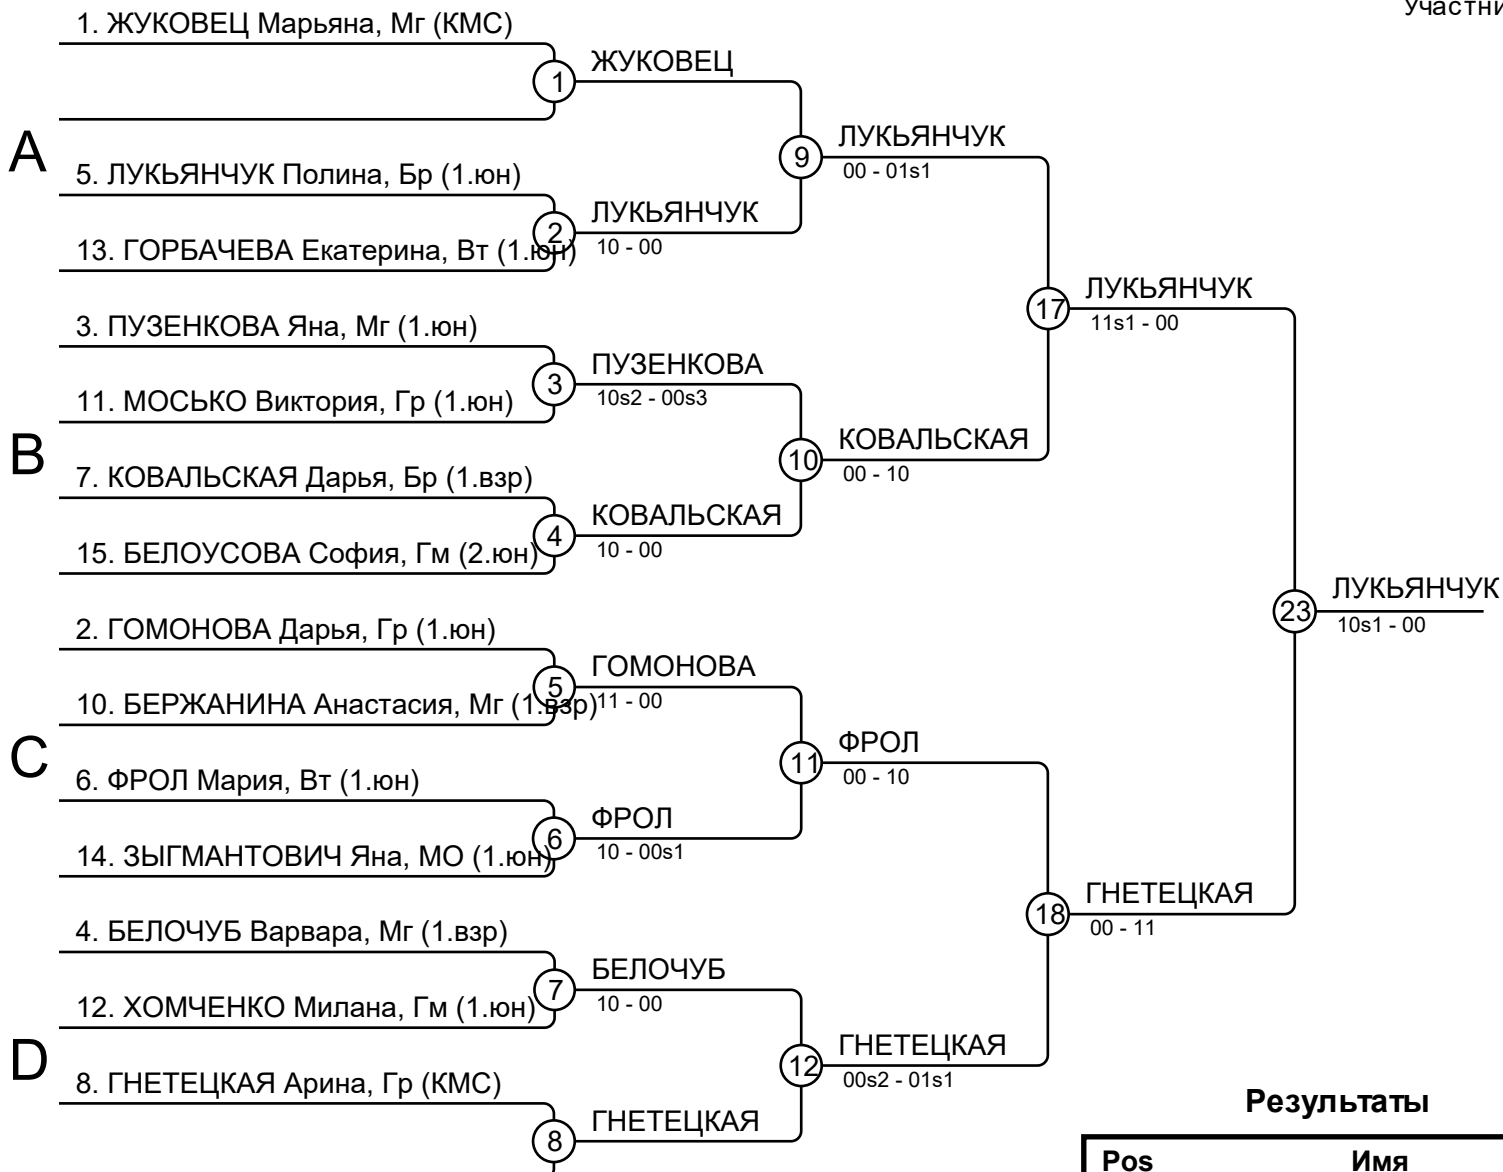 Участни
1. ЖУКОВЕЦ Марьяна, Мг (КМС)
1
ЖУКОВЕЦ
A
5. ЛУКЬЯНЧУК Полина, Бр (1.юн)
2
ЛУКЬЯНЧУК
10 - 00
13. ГОРБАЧЕВА Екатерина, Вт (1.юн)
9
ЛУКЬЯНЧУК
00 - 01s1
3. ПУЗЕНКОВА Яна, Мг (1.юн)
3
ПУЗЕНКОВА
10s2 - 00s3
11. МОСЬКО Виктория, Гр (1.юн)
17
ЛУКЬЯНЧУК
11s1 - 00
B
10
КОВАЛЬСКАЯ
00 - 10
7. КОВАЛЬСКАЯ Дарья, Бр (1.взр)
4
КОВАЛЬСКАЯ
10 - 00
15. БЕЛОУСОВА София, Гм (2.юн)
23
ЛУКЬЯНЧУК
10s1 - 00
2. ГОМОНОВА Дарья, Гр (1.юн)
5
ГОМОНОВА
11 - 00
10. БЕРЖАНИНА Анастасия, Мг (1.взр)
C
11
ФРОЛ
00 - 10
6. ФРОЛ Мария, Вт (1.юн)
6
ФРОЛ
10 - 00s1
14. ЗЫГМАНТОВИЧ Яна, МО (1.юн)
18
ГНЕТЕЦКАЯ
00 - 11
4. БЕЛОЧУБ Варвара, Мг (1.взр)
7
БЕЛОЧУБ
10 - 00
12. ХОМЧЕНКО Милана, Гм (1.юн)
D
12
ГНЕТЕЦКАЯ
00s2 - 01s1
8. ГНЕТЕЦКАЯ Арина, Гр (КМС)
8
ГНЕТЕЦКАЯ
Результаты
Pos Имя